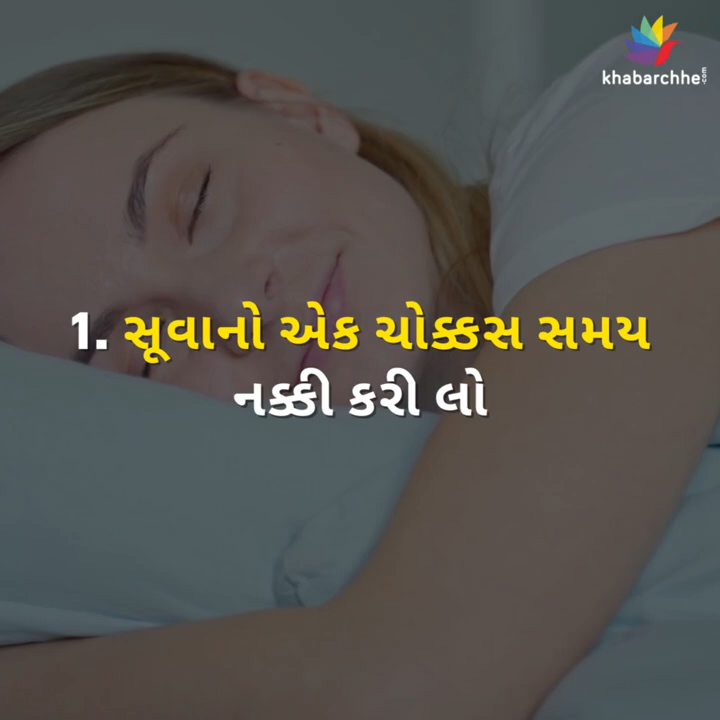 khabarchhe.com
1. સૂવાનો એક ચોક્કસ સમય
નક્કી કરી લો